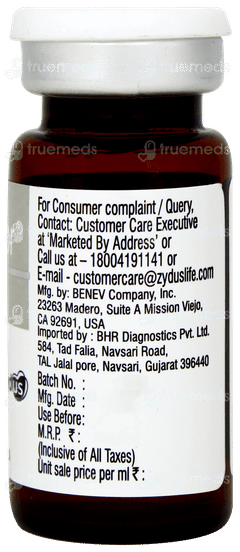 truemeds
For Consumer complaint / Query,
Contact: Customer Care Executive
at 'Marketed By Address' or
Call us at – 18004191141 or
E-mail - customercare@zyduslife.com
Mfg. by: BENEV Company, Inc.
23263 Madero, Suite A Mission Viejo,
CA 92691, USA
Imported by : BHR Diagnostics Pvt. Ltd.
584, Tad Falia, Navsari Road,
TAL Jalal pore, Navsari, Gujarat 396440
Batch No. :
Mfg. Date :
Use Before:
M.R.P. ₹ :
(Inclusive of All Taxes)
Unit sale price per ml ₹ :